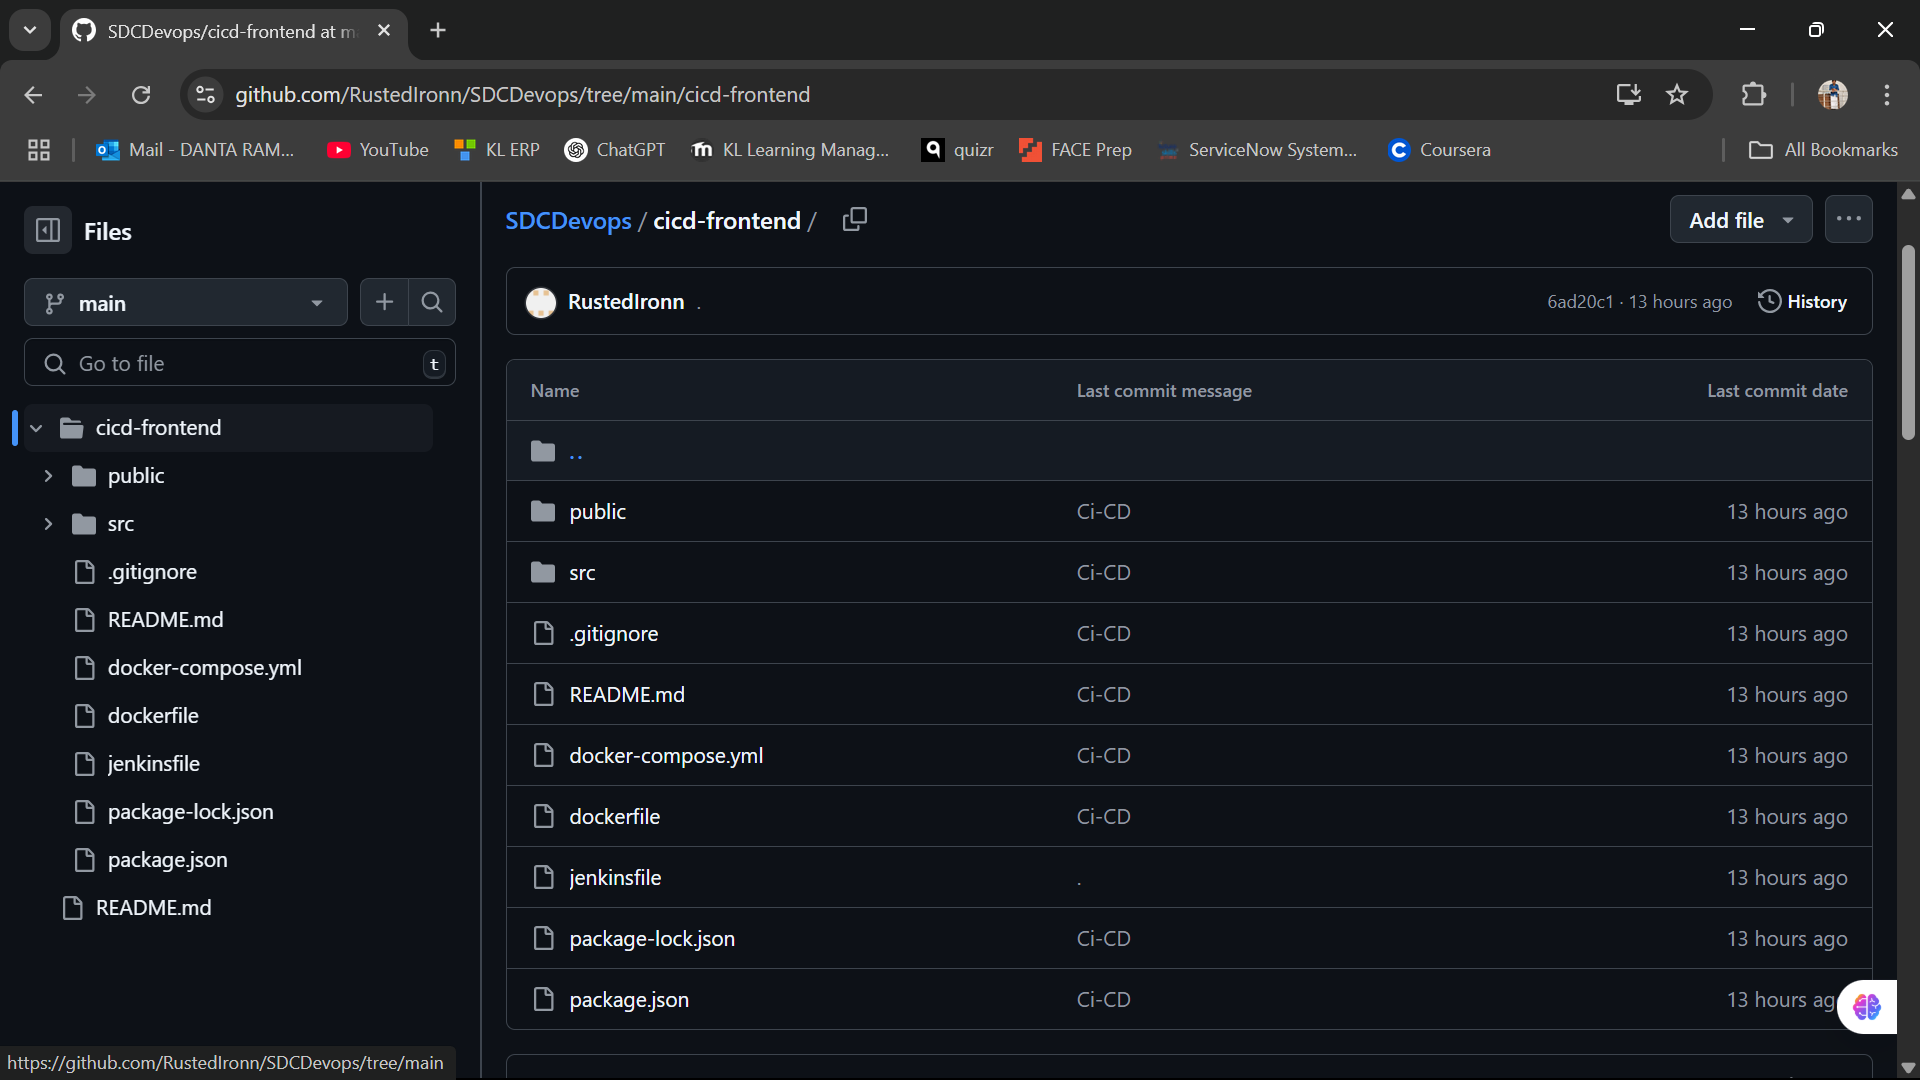 SDCDevops/cicd-frontend at m
github.com/RustedIronn/SDCDevops/tree/main/cicd-frontend
Mail - DANTA RAM...
YouTube
KL ERP
ChatGPT
KL Learning Manag...
quizr
FACE Prep
ServiceNow System...
Coursera
All Bookmarks
Files
main
Go to file
t
cicd-frontend
public
src
.gitignore
README.md
docker-compose.yml
dockerfile
jenkinsfile
package-lock.json
package.json
README.md
https://github.com/RustedIronn/SDCDevops/tree/main
SDCDevops / cicd-frontend /
Add file
RustedIronn .
6ad20c1 · 13 hours ago
History
Name Last commit message Last commit date
..
public Ci-CD 13 hours ago
src Ci-CD 13 hours ago
.gitignore Ci-CD 13 hours ago
README.md Ci-CD 13 hours ago
docker-compose.yml Ci-CD 13 hours ago
dockerfile Ci-CD 13 hours ago
jenkinsfile . 13 hours ago
package-lock.json Ci-CD 13 hours ago
package.json Ci-CD 13 hours ag